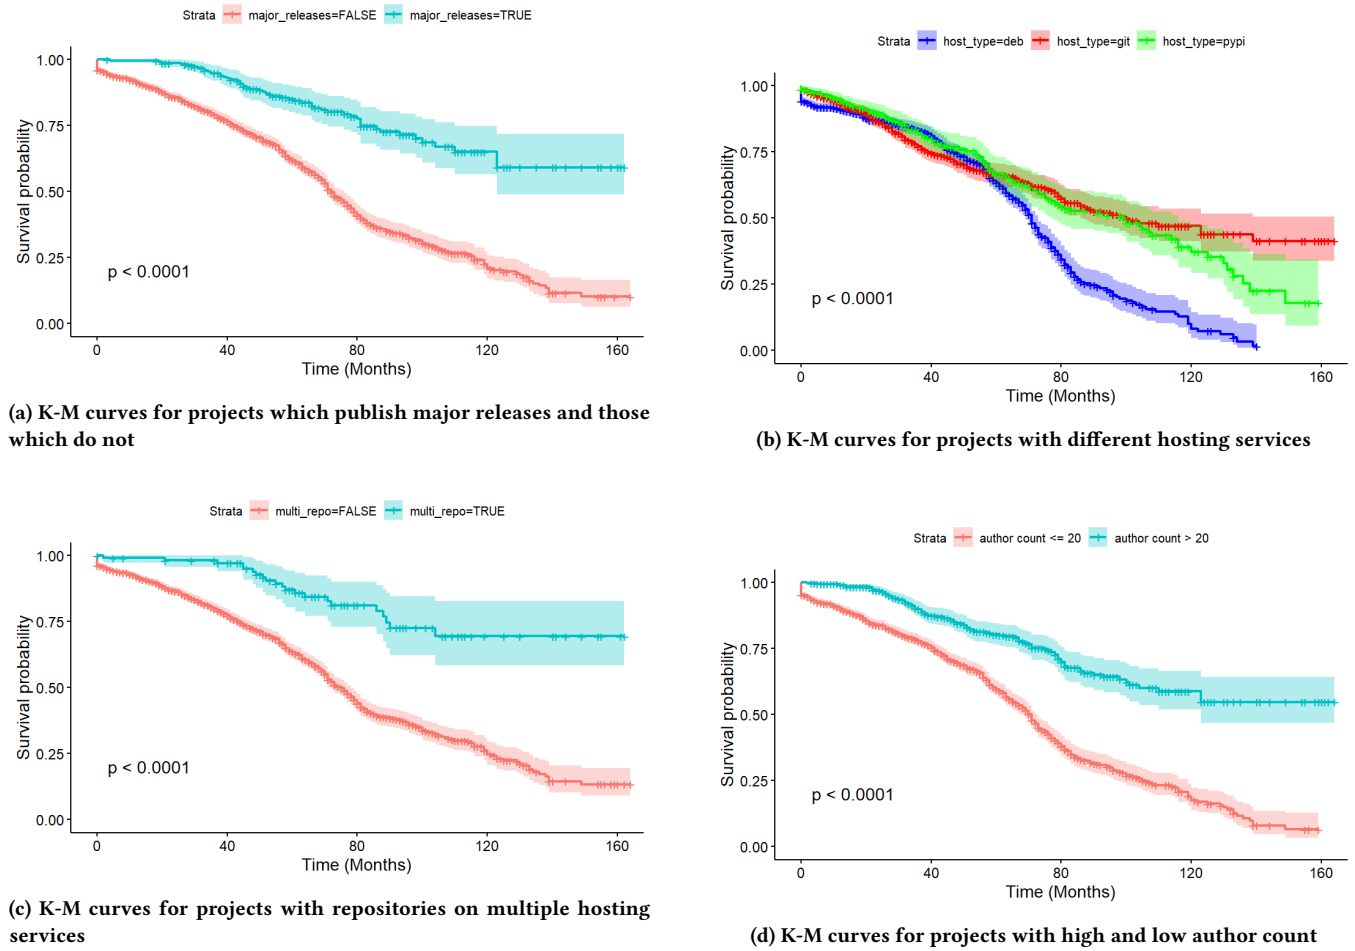 Strata major_releases=FALSE major_releases=TRUE
1.00
0.75
0.50
0.25
0.00
Survival probability
p < 0.0001
0 40 80 120 160
Time (Months)
(a) K-M curves for projects which publish major releases and those
which do not
Strata host_type=deb host_type=git host_type=pypi
1.00
0.75
0.50
0.25
0.00
Survival probability
p < 0.0001
0 40 80 120 160
Time (Months)
(b) K-M curves for projects with different hosting services
Strata multi_repo=FALSE multi_repo=TRUE
1.00
0.75
0.50
0.25
0.00
Survival probability
p < 0.0001
0 40 80 120 160
Time (Months)
(c) K-M curves for projects with repositories on multiple hosting
services
Strata author count <= 20 author count > 20
1.00
0.75
0.50
0.25
0.00
Survival probability
p < 0.0001
0 40 80 120 160
Time (Months)
(d) K-M curves for projects with high and low author count